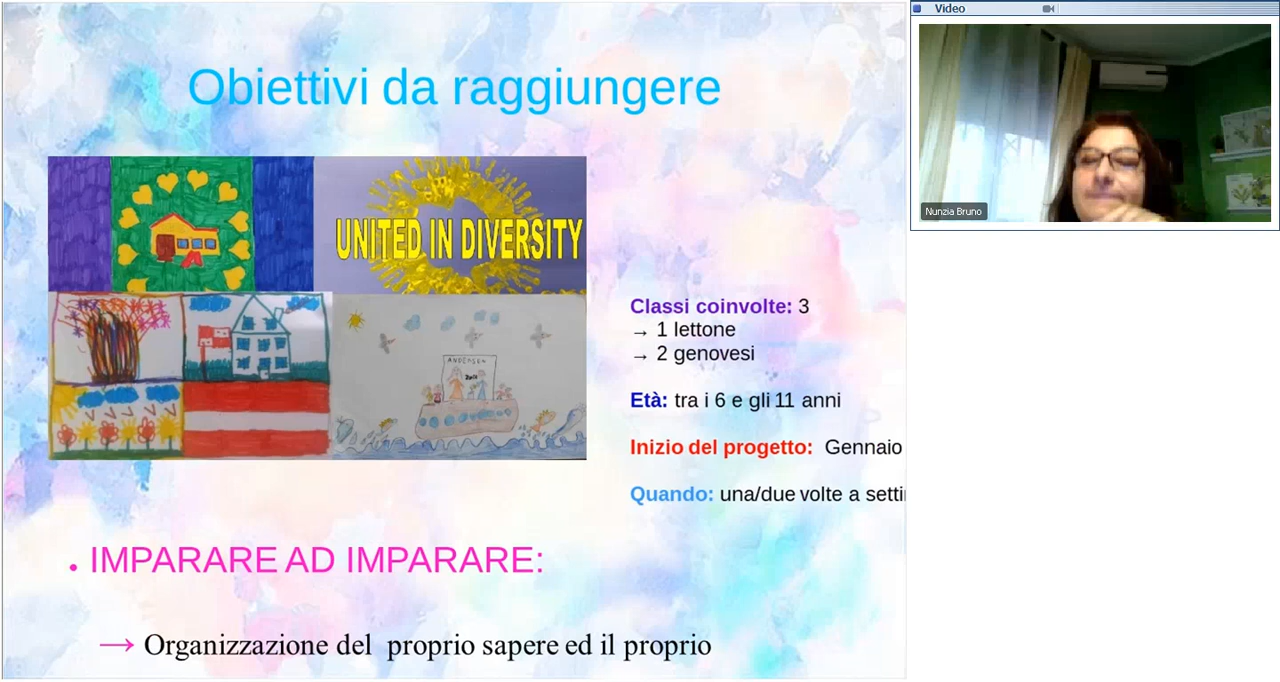 Obiettivi da raggiungere
UNITED IN DIVERSITY
ANDERSEN
Classi coinvolte: 3
→ 1 lettone
→ 2 genovesi
Età: tra i 6 e gli 11 anni
Inizio del progetto: Gennaio
Quando: una/due volte a setti
• IMPARARE AD IMPARARE:
→ Organizzazione del proprio sapere ed il proprio
Video
Nunzia Bruno